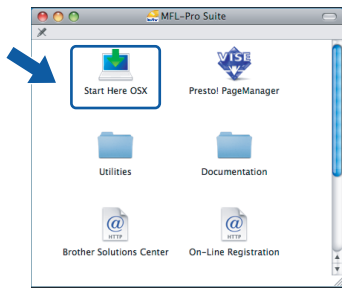 MFL-Pro Suite
Start Here OSX
VISE
Presto! PageManager
Utilities
Documentation
@
HTTP
@
HTTP
Brother Solutions Center
On-Line Registration